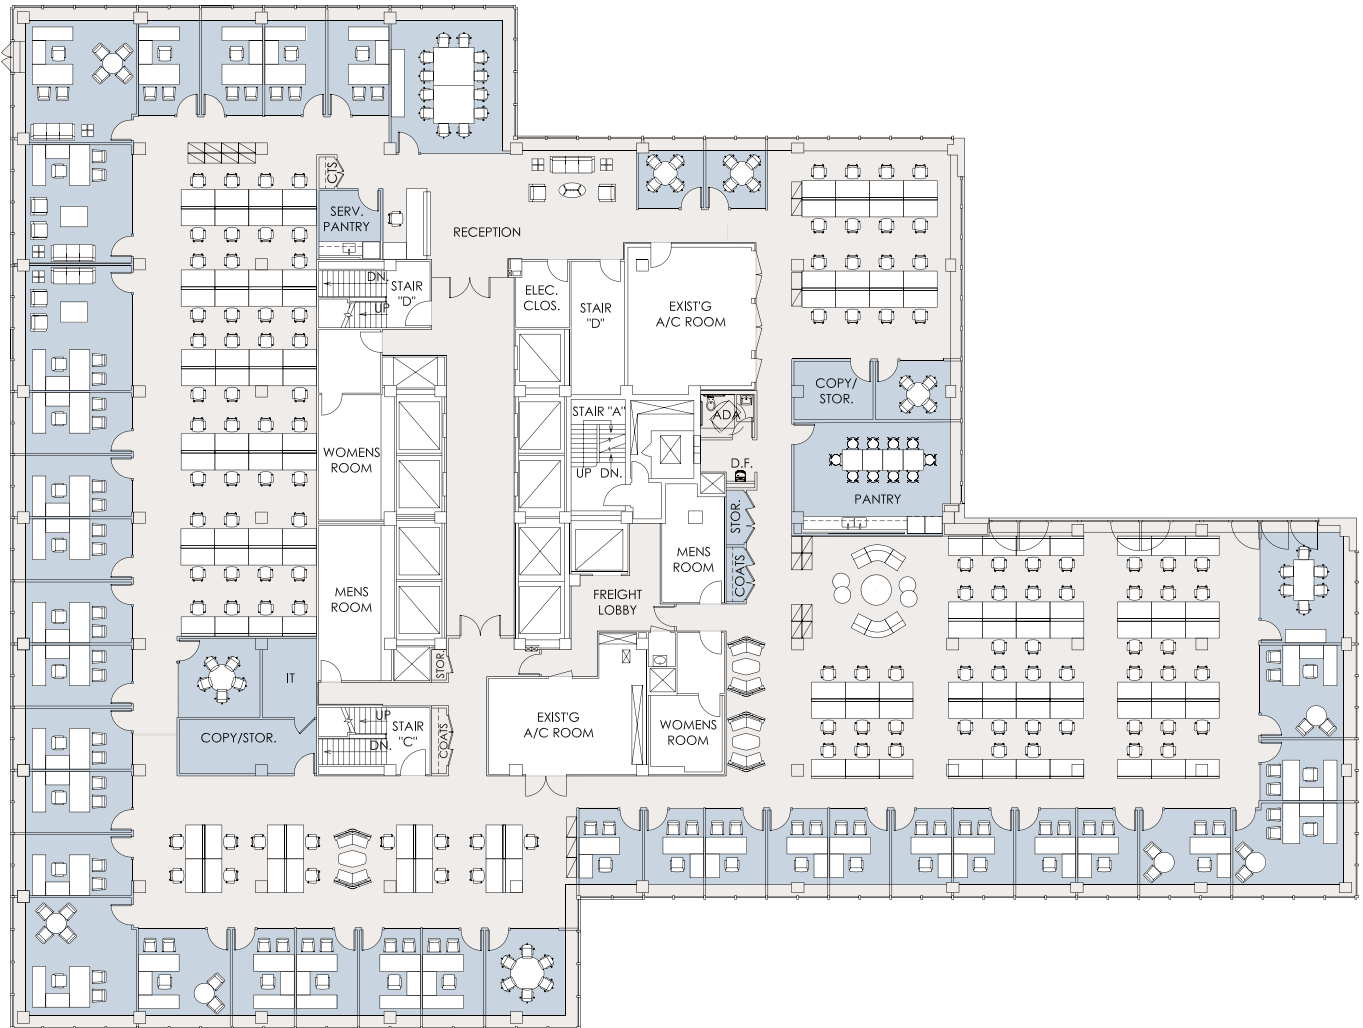 CTS
SERV.
PANTRY
RECEPTION
DN.
STAIR
"D"
UP
ELEC.
CLOS.
STAIR
"D"
EXIST'G
A/C ROOM
COPY/
STOR.
STAIR "A"
ADA
WOMENS
ROOM
UP
DN.
D.F.
PANTRY
STOR.
MENS
ROOM
COATS
MENS
ROOM
FREIGHT
LOBBY
STOR.
IT
COPY/STOR.
UP
STAIR
"C"
DN.
COATS
EXIST'G
A/C ROOM
WOMENS
ROOM